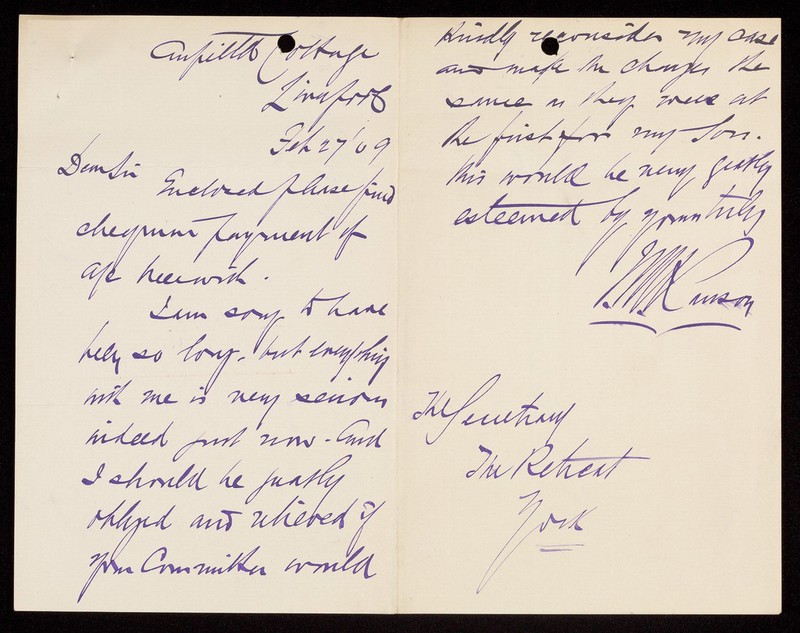 Anfield Cottage
Liverpool
Feb 27 '09
Dear Sir
Enclosed please find
cheque in payment of
a/c herewith.
I am sorry to have
been so long, but everything
with me is very serious
indeed just now. And
I should be greatly
obliged and relieved if
your Committee would
kindly reconsider my case
and make the charges the
same as they were at
the first for my Son.
this would be very greatly
esteemed by yours truly
The Secretary
The Retreat
York